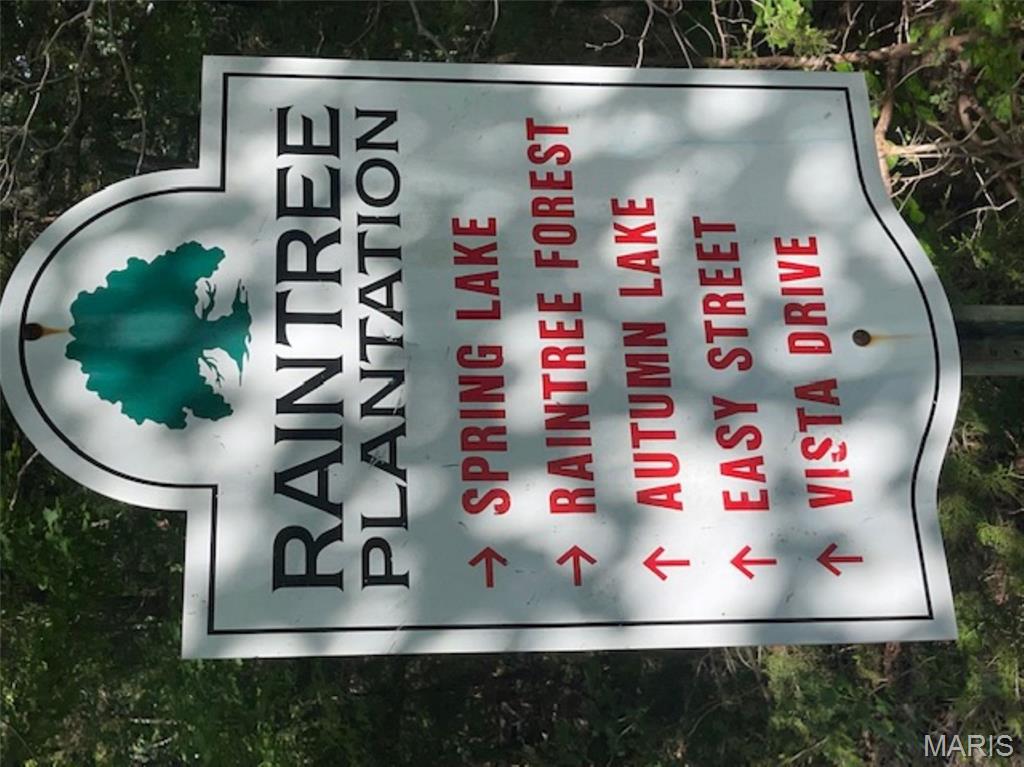 RAINTREE
PLANTATION
→ SPRING LAKE
→ RAINTREE FOREST
↑ AUTUMN LAKE
↑ EASY STREET
↑ VISTA DRIVE
MARIS